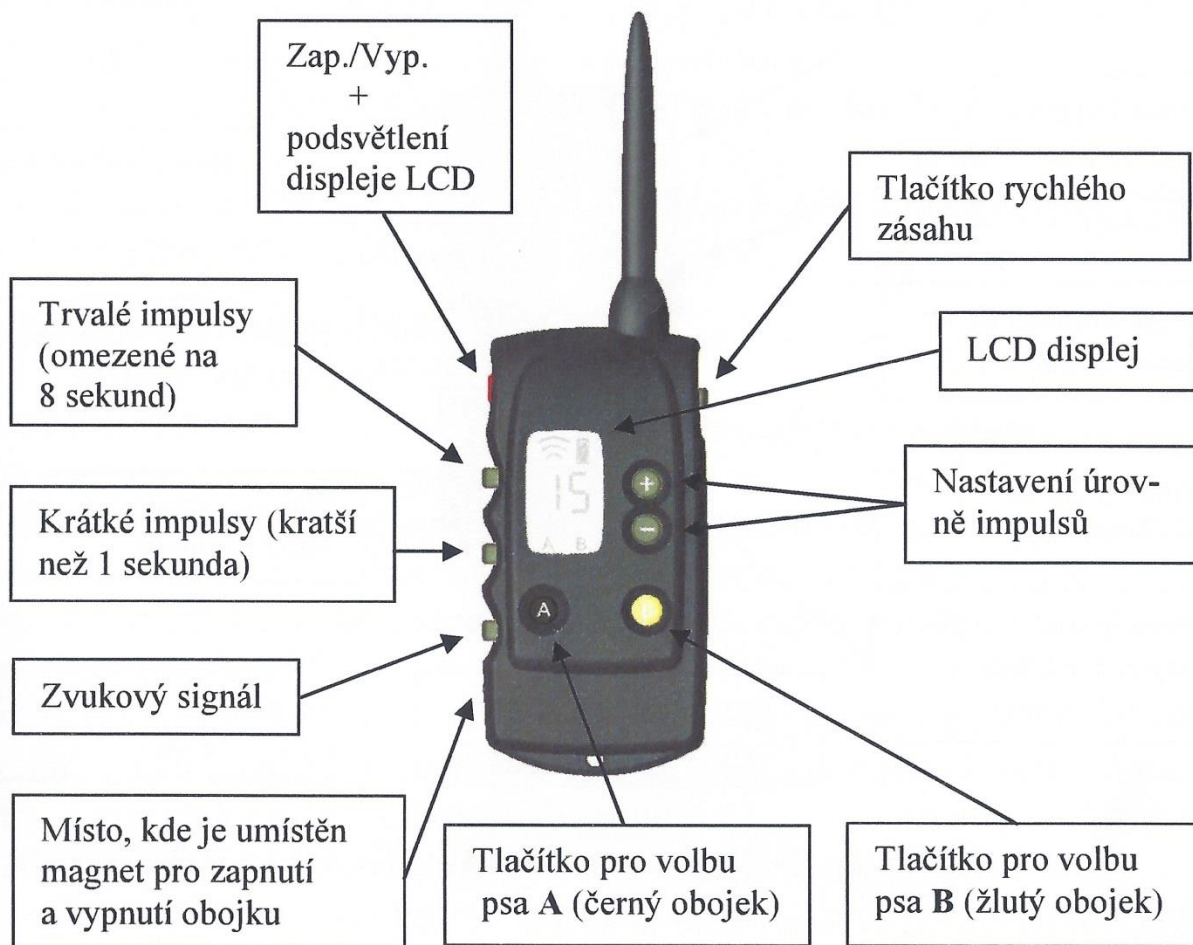 Zap./Vyp.
+
podsvětlení
displeje LCD
Tlačítko rychlého
zásahu
Trvalé impulsy
(omezené na
8 sekund)
LCD displej
Krátké impulsy (kratší
než 1 sekunda)
Nastavení úrov-
ně impulsů
Zvukový signál
15
A B
+
−
A
B
Místo, kde je umístěn
magnet pro zapnutí
a vypnutí obojku
Tlačítko pro volbu
psa A (černý obojek)
Tlačítko pro volbu
psa B (žlutý obojek)